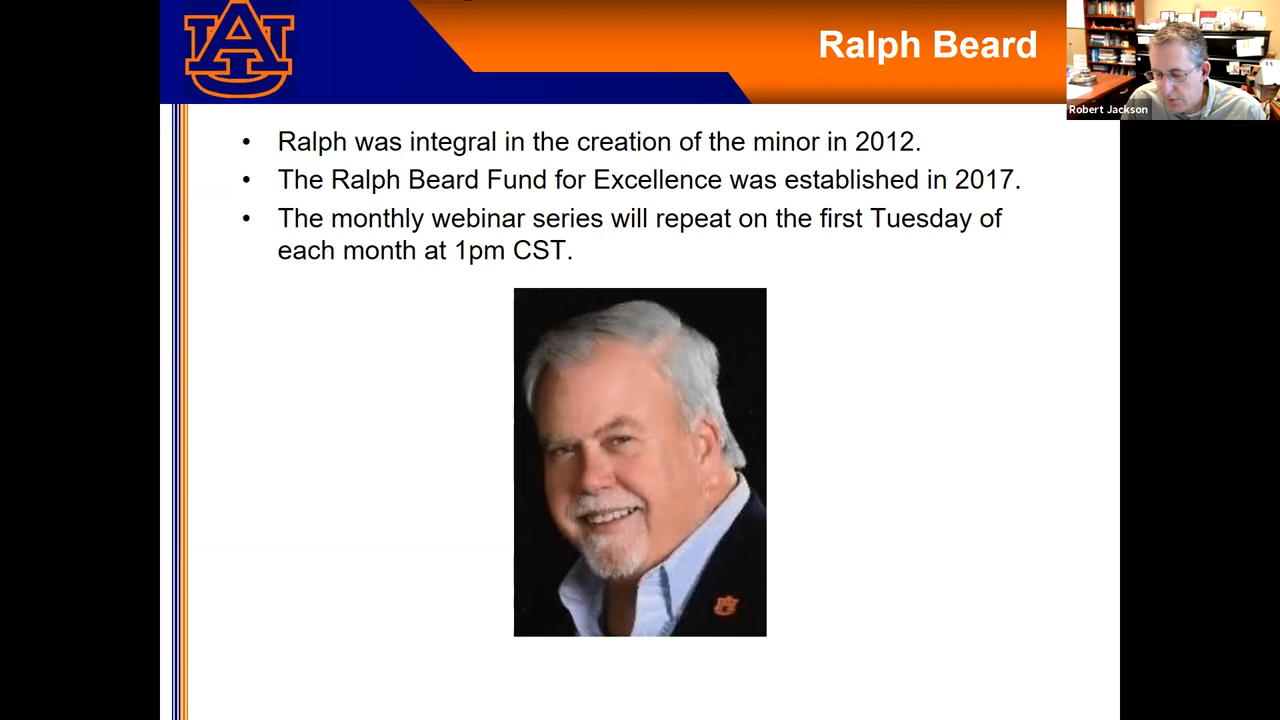 AU
Ralph Beard
Robert Jackson
• Ralph was integral in the creation of the minor in 2012.
• The Ralph Beard Fund for Excellence was established in 2017.
• The monthly webinar series will repeat on the first Tuesday of
each month at 1pm CST.
AU